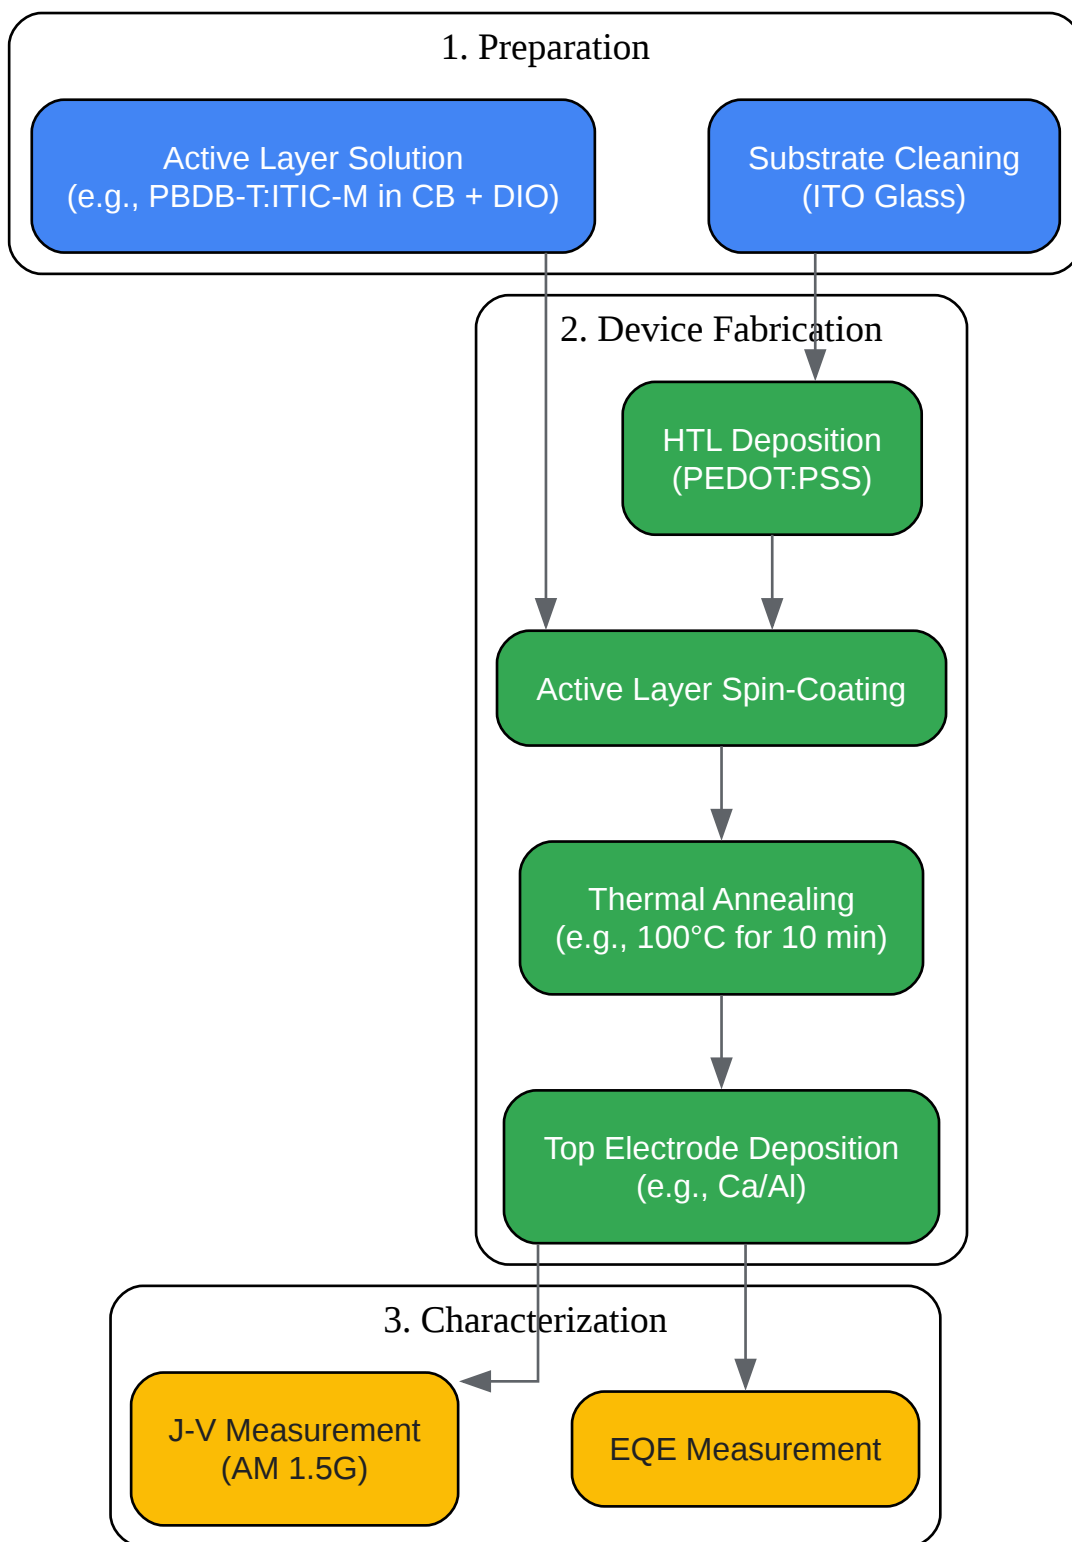 1. Preparation
Active Layer Solution
(e.g., PBDB-T:ITIC-M in CB + DIO)
Substrate Cleaning
(ITO Glass)
2. Device Fabrication
HTL Deposition
(PEDOT:PSS)
Active Layer Spin-Coating
Thermal Annealing
(e.g., 100°C for 10 min)
Top Electrode Deposition
(e.g., Ca/Al)
3. Characterization
J-V Measurement
(AM 1.5G)
EQE Measurement